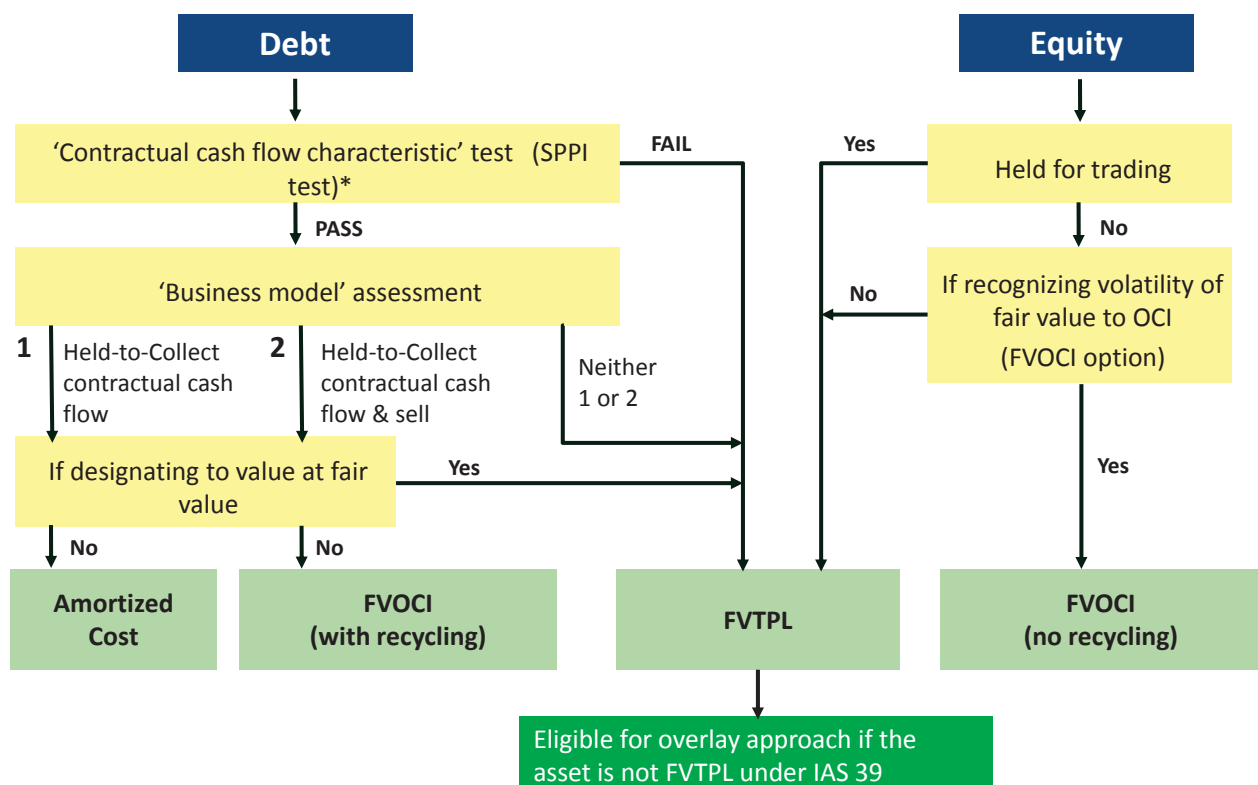 Debt
Equity
‘Contractual cash flow characteristic’ test (SPPI
test)*
FAIL
Yes
Held for trading
PASS
No
‘Business model’ assessment
No
If recognizing volatility of
fair value to OCI
(FVOCI option)
1
Held-to-Collect
contractual cash
flow
2
Held-to-Collect
contractual cash
flow & sell
Neither
1 or 2
If designating to value at fair
value
Yes
Yes
No
No
Amortized
Cost
FVOCI
(with recycling)
FVTPL
FVOCI
(no recycling)
Eligible for overlay approach if the
asset is not FVTPL under IAS 39